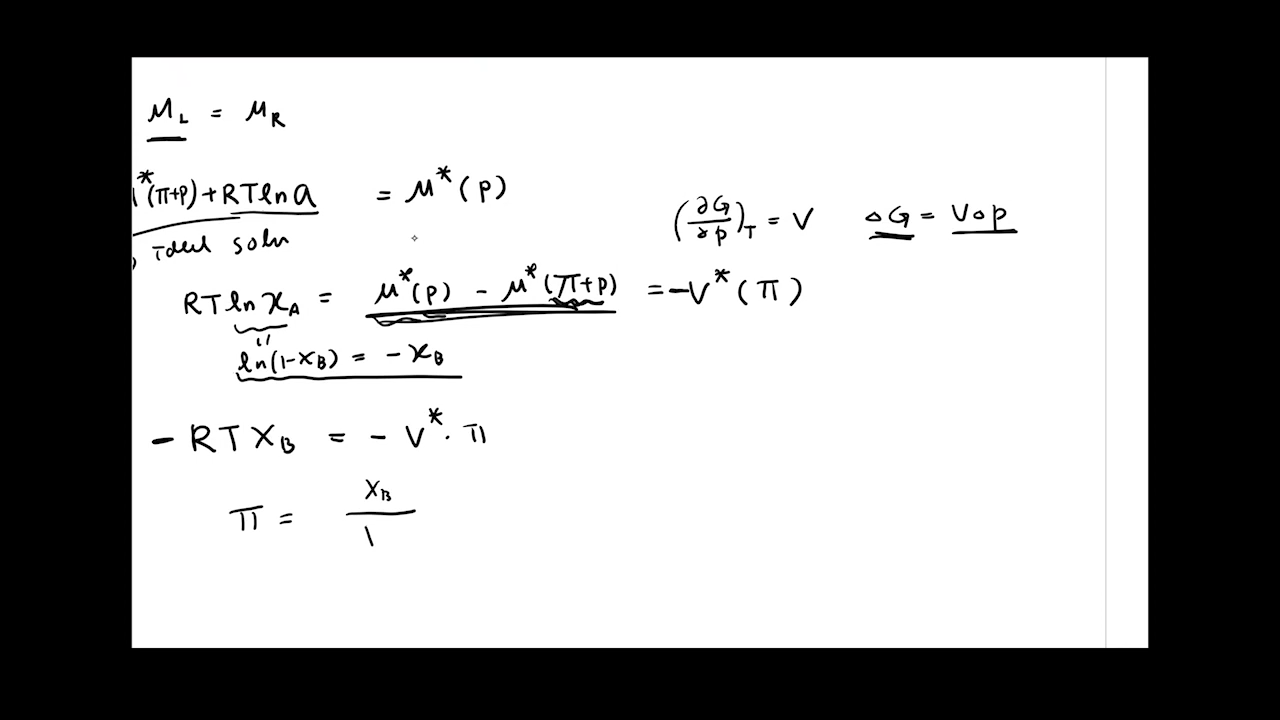 μ_L = μ_R
*(π+p) + RT ln a = μ*(p)
(∂G/∂p)_T = V ΔG = VΔp
ideal soln
RT ln x_A = μ*(p) - μ*(π+p) = -V*(π)
ln(1-x_B) = -x_B
- RT x_B = - V* · π
π = x_B / \